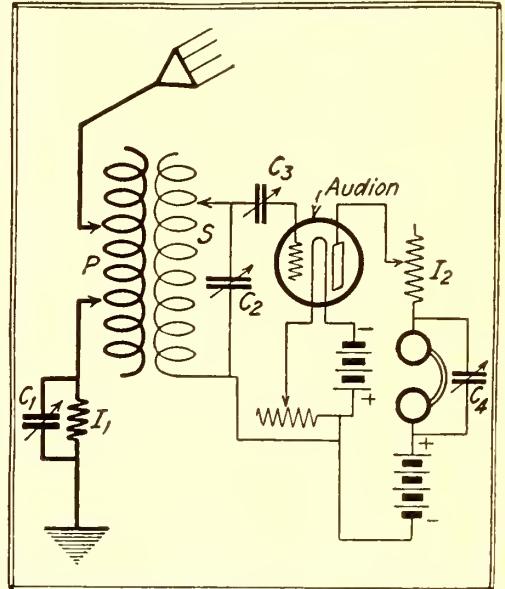 C3
Audion
P
S
I2
C2
-
+
C1
I1
C4
+
-